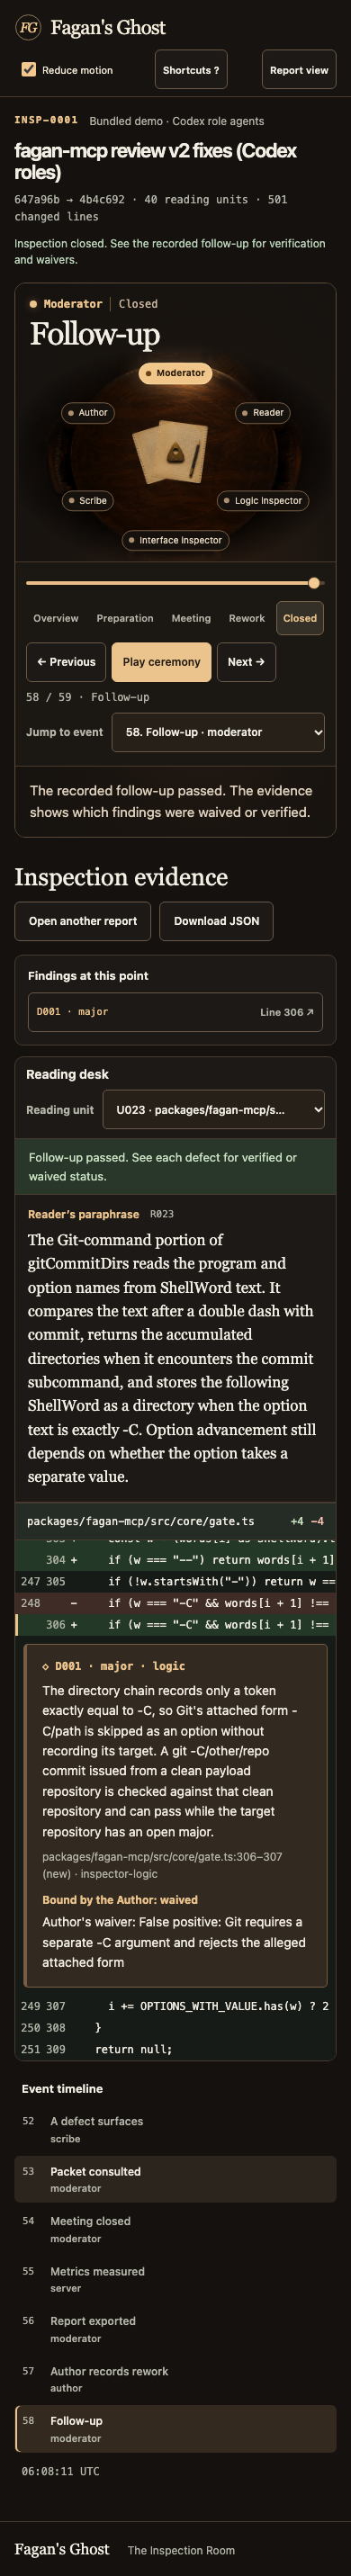 FG Fagan's Ghost
Reduce motion Shortcuts ? Report view
INSP-0001 Bundled demo · Codex role agents
fagan-mcp review v2 fixes (Codex
roles)
647a96b → 4b4c692 · 40 reading units · 501
changed lines
Inspection closed. See the recorded follow-up for verification
and waivers.
Moderator Closed
Follow-up
Moderator
Author Reader
Scribe Logic Inspector
Interface Inspector
Overview Preparation Meeting Rework Closed
← Previous Play ceremony Next →
58 / 59 · Follow-up
Jump to event 58. Follow-up · moderator
The recorded follow-up passed. The evidence
shows which findings were waived or verified.
Inspection evidence
Open another report Download JSON
Findings at this point
D001 · major Line 306 ↗
Reading desk
Reading unit U023 · packages/fagan-mcp/s...
Follow-up passed. See each defect for verified or
waived status.
Reader's paraphrase R023
The Git-command portion of
gitCommitDirs reads the program and
option names from ShellWord text. It
compares the text after a double dash with
commit, returns the accumulated
directories when it encounters the commit
subcommand, and stores the following
ShellWord as a directory when the option
text is exactly -C. Option advancement still
depends on whether the option takes a
separate value.
packages/fagan-mcp/src/core/gate.ts +4 −4
304 + if (w === "--") return words[i + 1]
247 305 if (!w.startsWith("-")) return w ==
248 - if (w === "-C" && words[i + 1] !==
306 + if (w === "-C" && words[i + 1] !==
◇ D001 · major · logic
The directory chain records only a token
exactly equal to -C, so Git's attached form -
C/path is skipped as an option without
recording its target. A git -C/other/repo
commit issued from a clean payload
repository is checked against that clean
repository and can pass while the target
repository has an open major.
packages/fagan-mcp/src/core/gate.ts:306–307
(new) · inspector-logic
Bound by the Author: waived
Author's waiver: False positive: Git requires a
separate -C argument and rejects the alleged
attached form
249 307 i += OPTIONS_WITH_VALUE.has(w) ? 2
250 308 }
251 309 return null;
Event timeline
52 A defect surfaces
scribe
53 Packet consulted
moderator
54 Meeting closed
moderator
55 Metrics measured
server
56 Report exported
moderator
57 Author records rework
author
58 Follow-up
moderator
06:08:11 UTC
Fagan's Ghost The Inspection Room